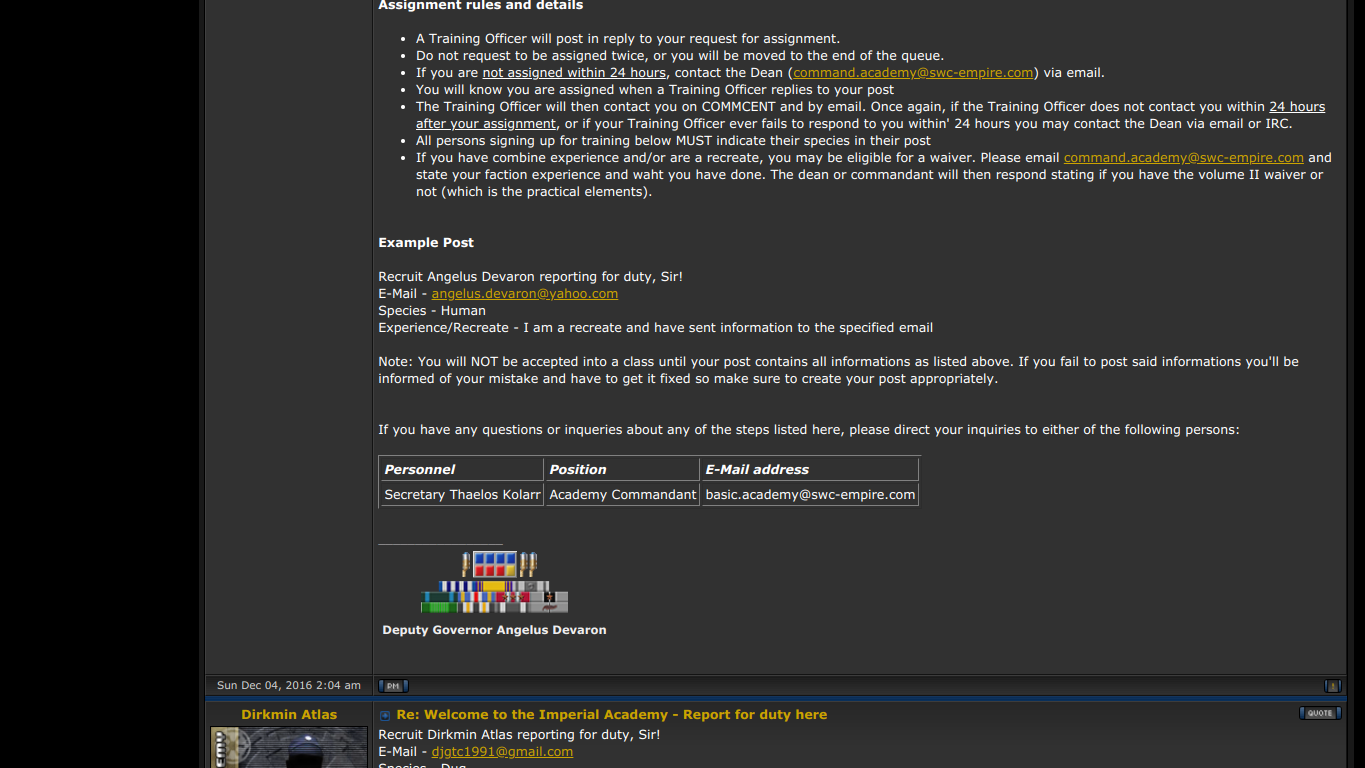 Assignment rules and details
A Training Officer will post in reply to your request for assignment.
Do not request to be assigned twice, or you will be moved to the end of the queue.
If you are not assigned within 24 hours, contact the Dean (command.academy@swc-empire.com) via email.
You will know you are assigned when a Training Officer replies to your post
The Training Officer will then contact you on COMMCENT and by email. Once again, if the Training Officer does not contact you within 24 hours
after your assignment, or if your Training Officer ever fails to respond to you within' 24 hours you may contact the Dean via email or IRC.
All persons signing up for training below MUST indicate their species in their post
If you have combine experience and/or are a recreate, you may be eligible for a waiver. Please email command.academy@swc-empire.com and
state your faction experience and waht you have done. The dean or commandant will then respond stating if you have the volume II waiver or
not (which is the practical elements).
Example Post
Recruit Angelus Devaron reporting for duty, Sir!
E-Mail - angelus.devaron@yahoo.com
Species - Human
Experience/Recreate - I am a recreate and have sent information to the specified email
Note: You will NOT be accepted into a class until your post contains all informations as listed above. If you fail to post said informations you'll be
informed of your mistake and have to get it fixed so make sure to create your post appropriately.
If you have any questions or inqueries about any of the steps listed here, please direct your inquiries to either of the following persons:
Personnel Position E-Mail address
Secretary Thaelos Kolarr Academy Commandant basic.academy@swc-empire.com
Deputy Governor Angelus Devaron
Sun Dec 04, 2016 2:04 am PM
Dirkmin Atlas Re: Welcome to the Imperial Academy - Report for duty here QUOTE
Recruit Dirkmin Atlas reporting for duty, Sir!
E-Mail - djgtc1991@gmail.com
Species - Dug